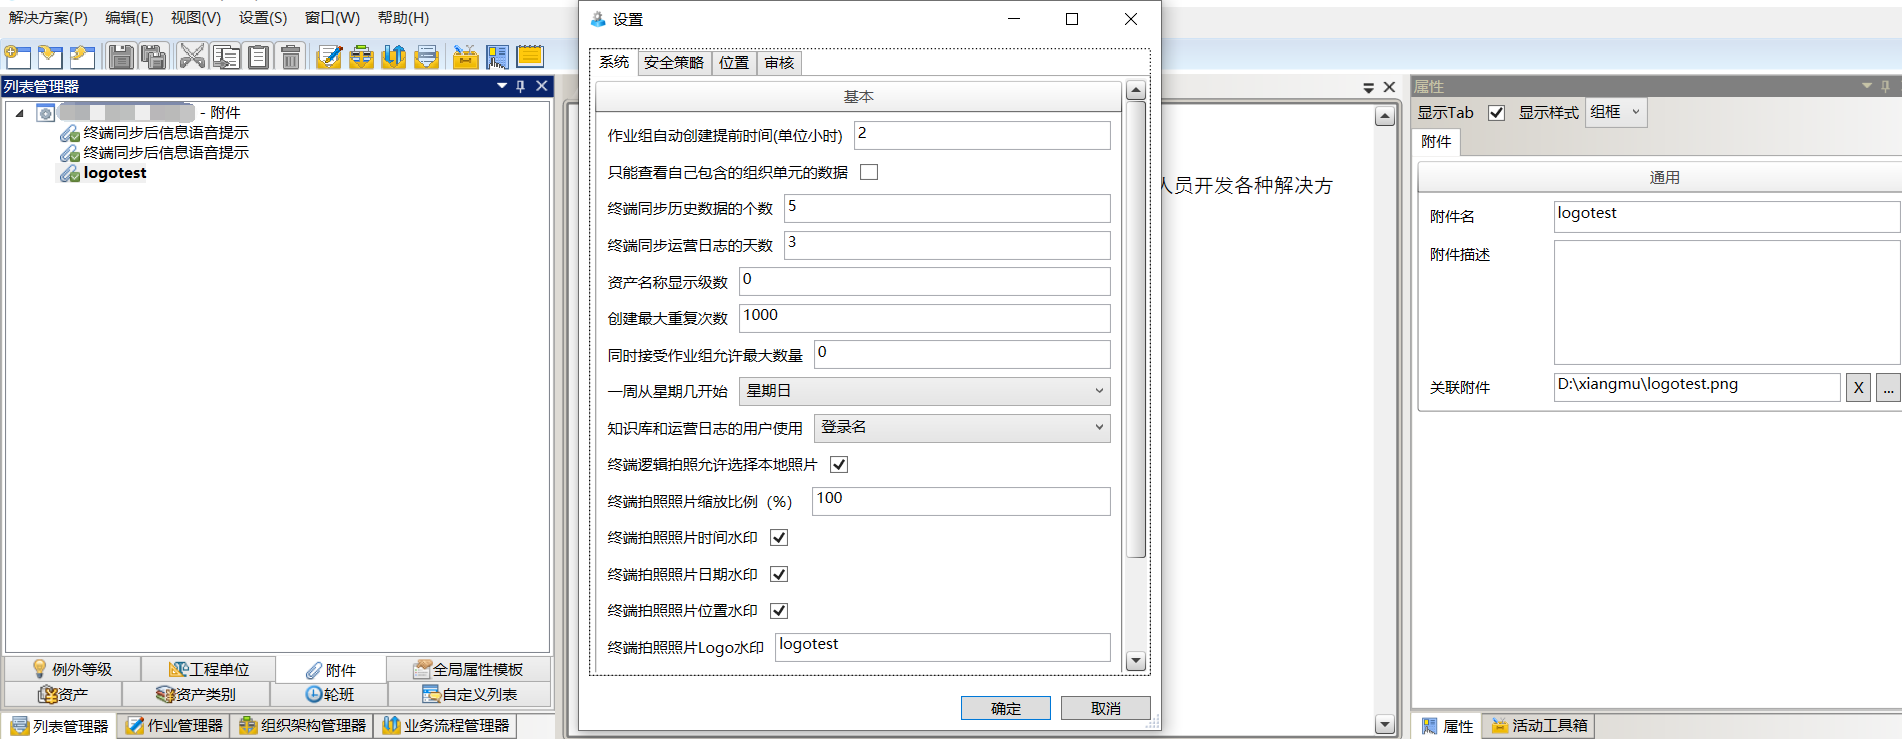 解决方案(P) 编辑(E) 视图(V) 设置(S) 窗口(W) 帮助(H)
列表管理器
- 附件
终端同步后信息语音提示
终端同步后信息语音提示
logotest
例外等级 工程单位 附件 全局属性模板
资产 资产类别 轮班 自定义列表
列表管理器 作业管理器 组织架构管理器 业务流程管理器
设置
系统 安全策略 位置 审核
基本
作业组自动创建提前时间(单位小时) 2
只能查看自己包含的组织单元的数据
终端同步历史数据的个数 5
终端同步运营日志的天数 3
资产名称显示级数 0
创建最大重复次数 1000
同时接受作业组允许最大数量 0
一周从星期几开始 星期日
知识库和运营日志的用户使用 登录名
终端逻辑拍照允许选择本地照片
终端拍照照片缩放比例（%） 100
终端拍照照片时间水印
终端拍照照片日期水印
终端拍照照片位置水印
终端拍照照片Logo水印 logotest
确定 取消
人员开发各种解决方
属性
显示Tab 显示样式 组框
附件
通用
附件名 logotest
附件描述
关联附件 D:\xiangmu\logotest.png X ...
属性 活动工具箱